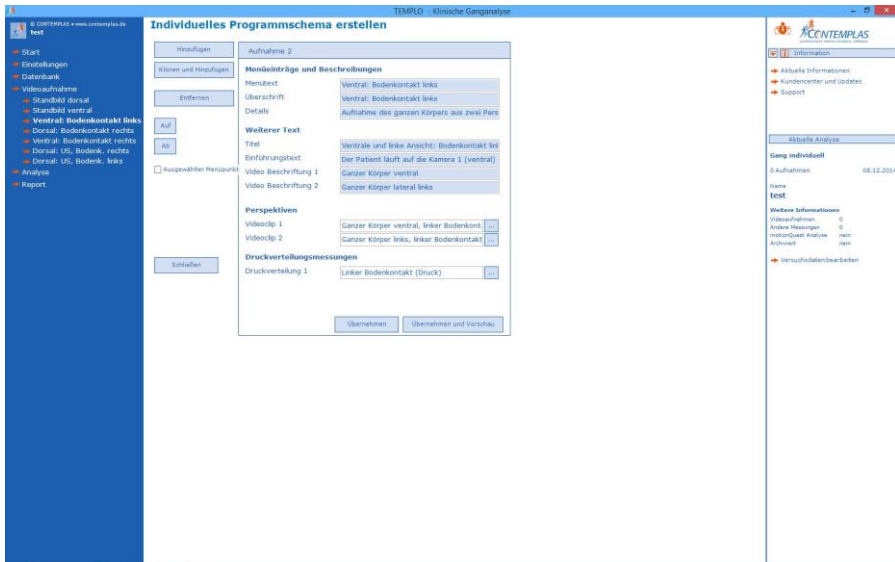 TEMPLO - Klinische Ganganalyse
© CONTEMPLAS • www.contemplas.de
test
Start
Einstellungen
Datenbank
Videoaufnahme
Standbild dorsal
Standbild ventral
Ventral: Bodenkontakt links
Dorsal: Bodenkontakt rechts
Ventral: Bodenkontakt rechts
Dorsal: US, Bodenk. rechts
Dorsal: US, Bodenk. links
Analyse
Report
Individuelles Programmschema erstellen
Hinzufügen
Klonen und Hinzufügen
Entfernen
Auf
Ab
Ausgewählter Menüpunkt
Schließen
Aufnahme 2
Menüeinträge und Beschreibungen
Menütext Ventral: Bodenkontakt links
Überschrift Ventral: Bodenkontakt links
Details Aufnahme des ganzen Körpers aus zwei Pers
Weiterer Text
Titel Ventrale und linke Ansicht: Bodenkontakt lin
Einführungstext Der Patient läuft auf die Kamera 1 (ventral)
Video Beschriftung 1 Ganzer Körper ventral
Video Beschriftung 2 Ganzer Körper lateral links
Perspektiven
Videoclip 1 Ganzer Körper ventral, linker Bodenkont. ...
Videoclip 2 Ganzer Körper links, linker Bodenkontakt ...
Druckverteilungsmessungen
Druckverteilung 1 Linker Bodenkontakt (Druck) ...
Übernehmen Übernehmen und Vorschau
CONTEMPLAS
Information
Aktuelle Informationen
Kundencenter und Updates
Support
Aktuelle Analyse
Gang individuell
0 Aufnahmen 08.12.2014
Name
test
Weitere Informationen
Videoaufnahmen 0
Andere Messungen 0
motionQuest Analyse nein
Archiviert nein
Versuchsdaten bearbeiten